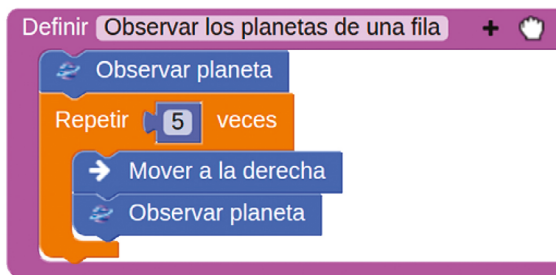 Definir Observar los planetas de una fila +
Observar planeta
Repetir 5 veces
Mover a la derecha
Observar planeta